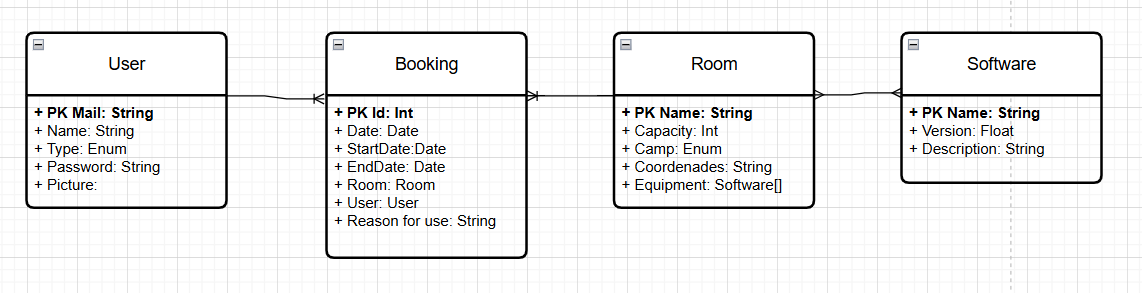 User
+ PK Mail: String
+ Name: String
+ Type: Enum
+ Password: String
+ Picture:
Booking
+ PK Id: Int
+ Date: Date
+ StartDate:Date
+ EndDate: Date
+ Room: Room
+ User: User
+ Reason for use: String
Room
+ PK Name: String
+ Capacity: Int
+ Camp: Enum
+ Coordenades: String
+ Equipment: Software[]
Software
+ PK Name: String
+ Version: Float
+ Description: String